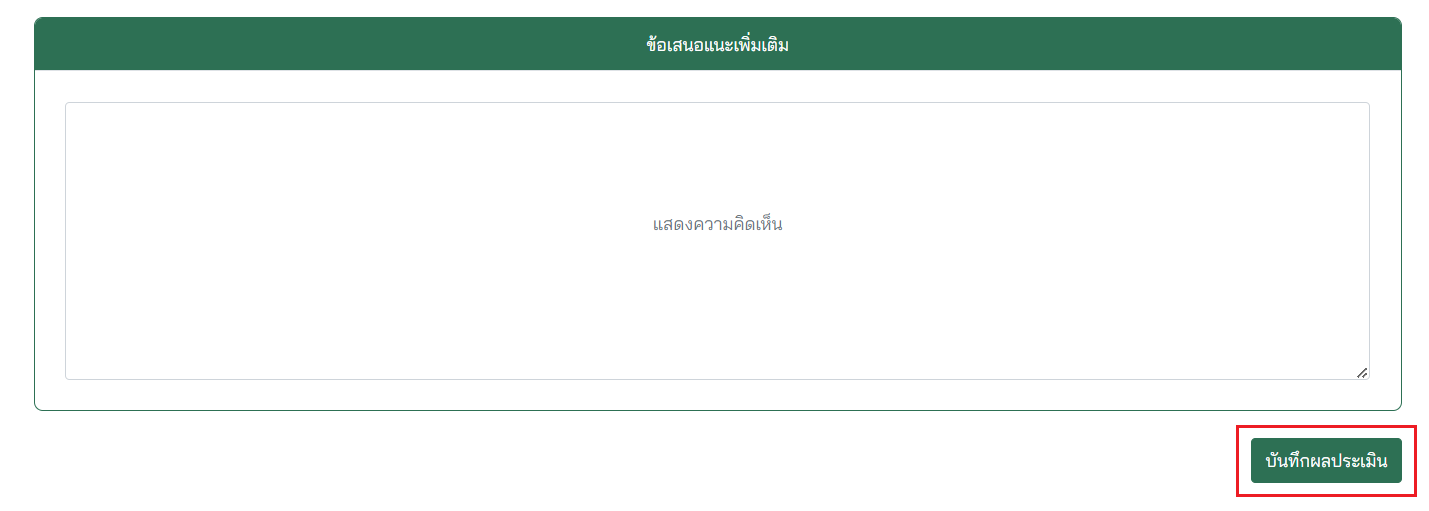 ข้อเสนอแนะเพิ่มเติม
แสดงความคิดเห็น
บันทึกผลประเมิน